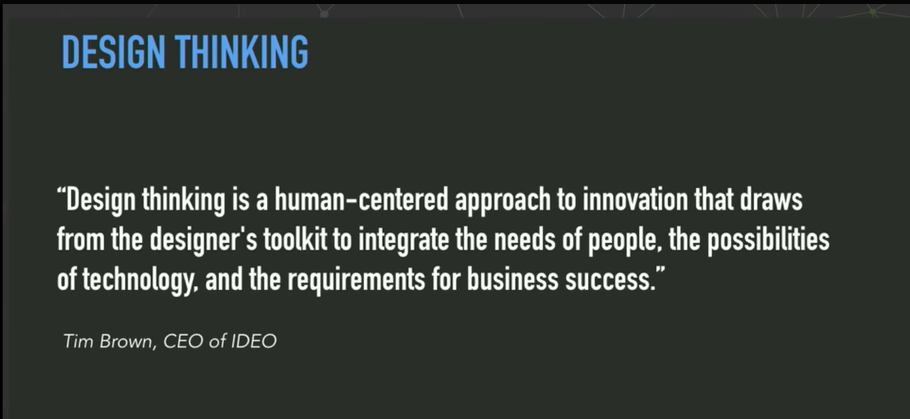 DESIGN THINKING
“Design thinking is a human-centered approach to innovation that draws
from the designer's toolkit to integrate the needs of people, the possibilities
of technology, and the requirements for business success.”
Tim Brown, CEO of IDEO